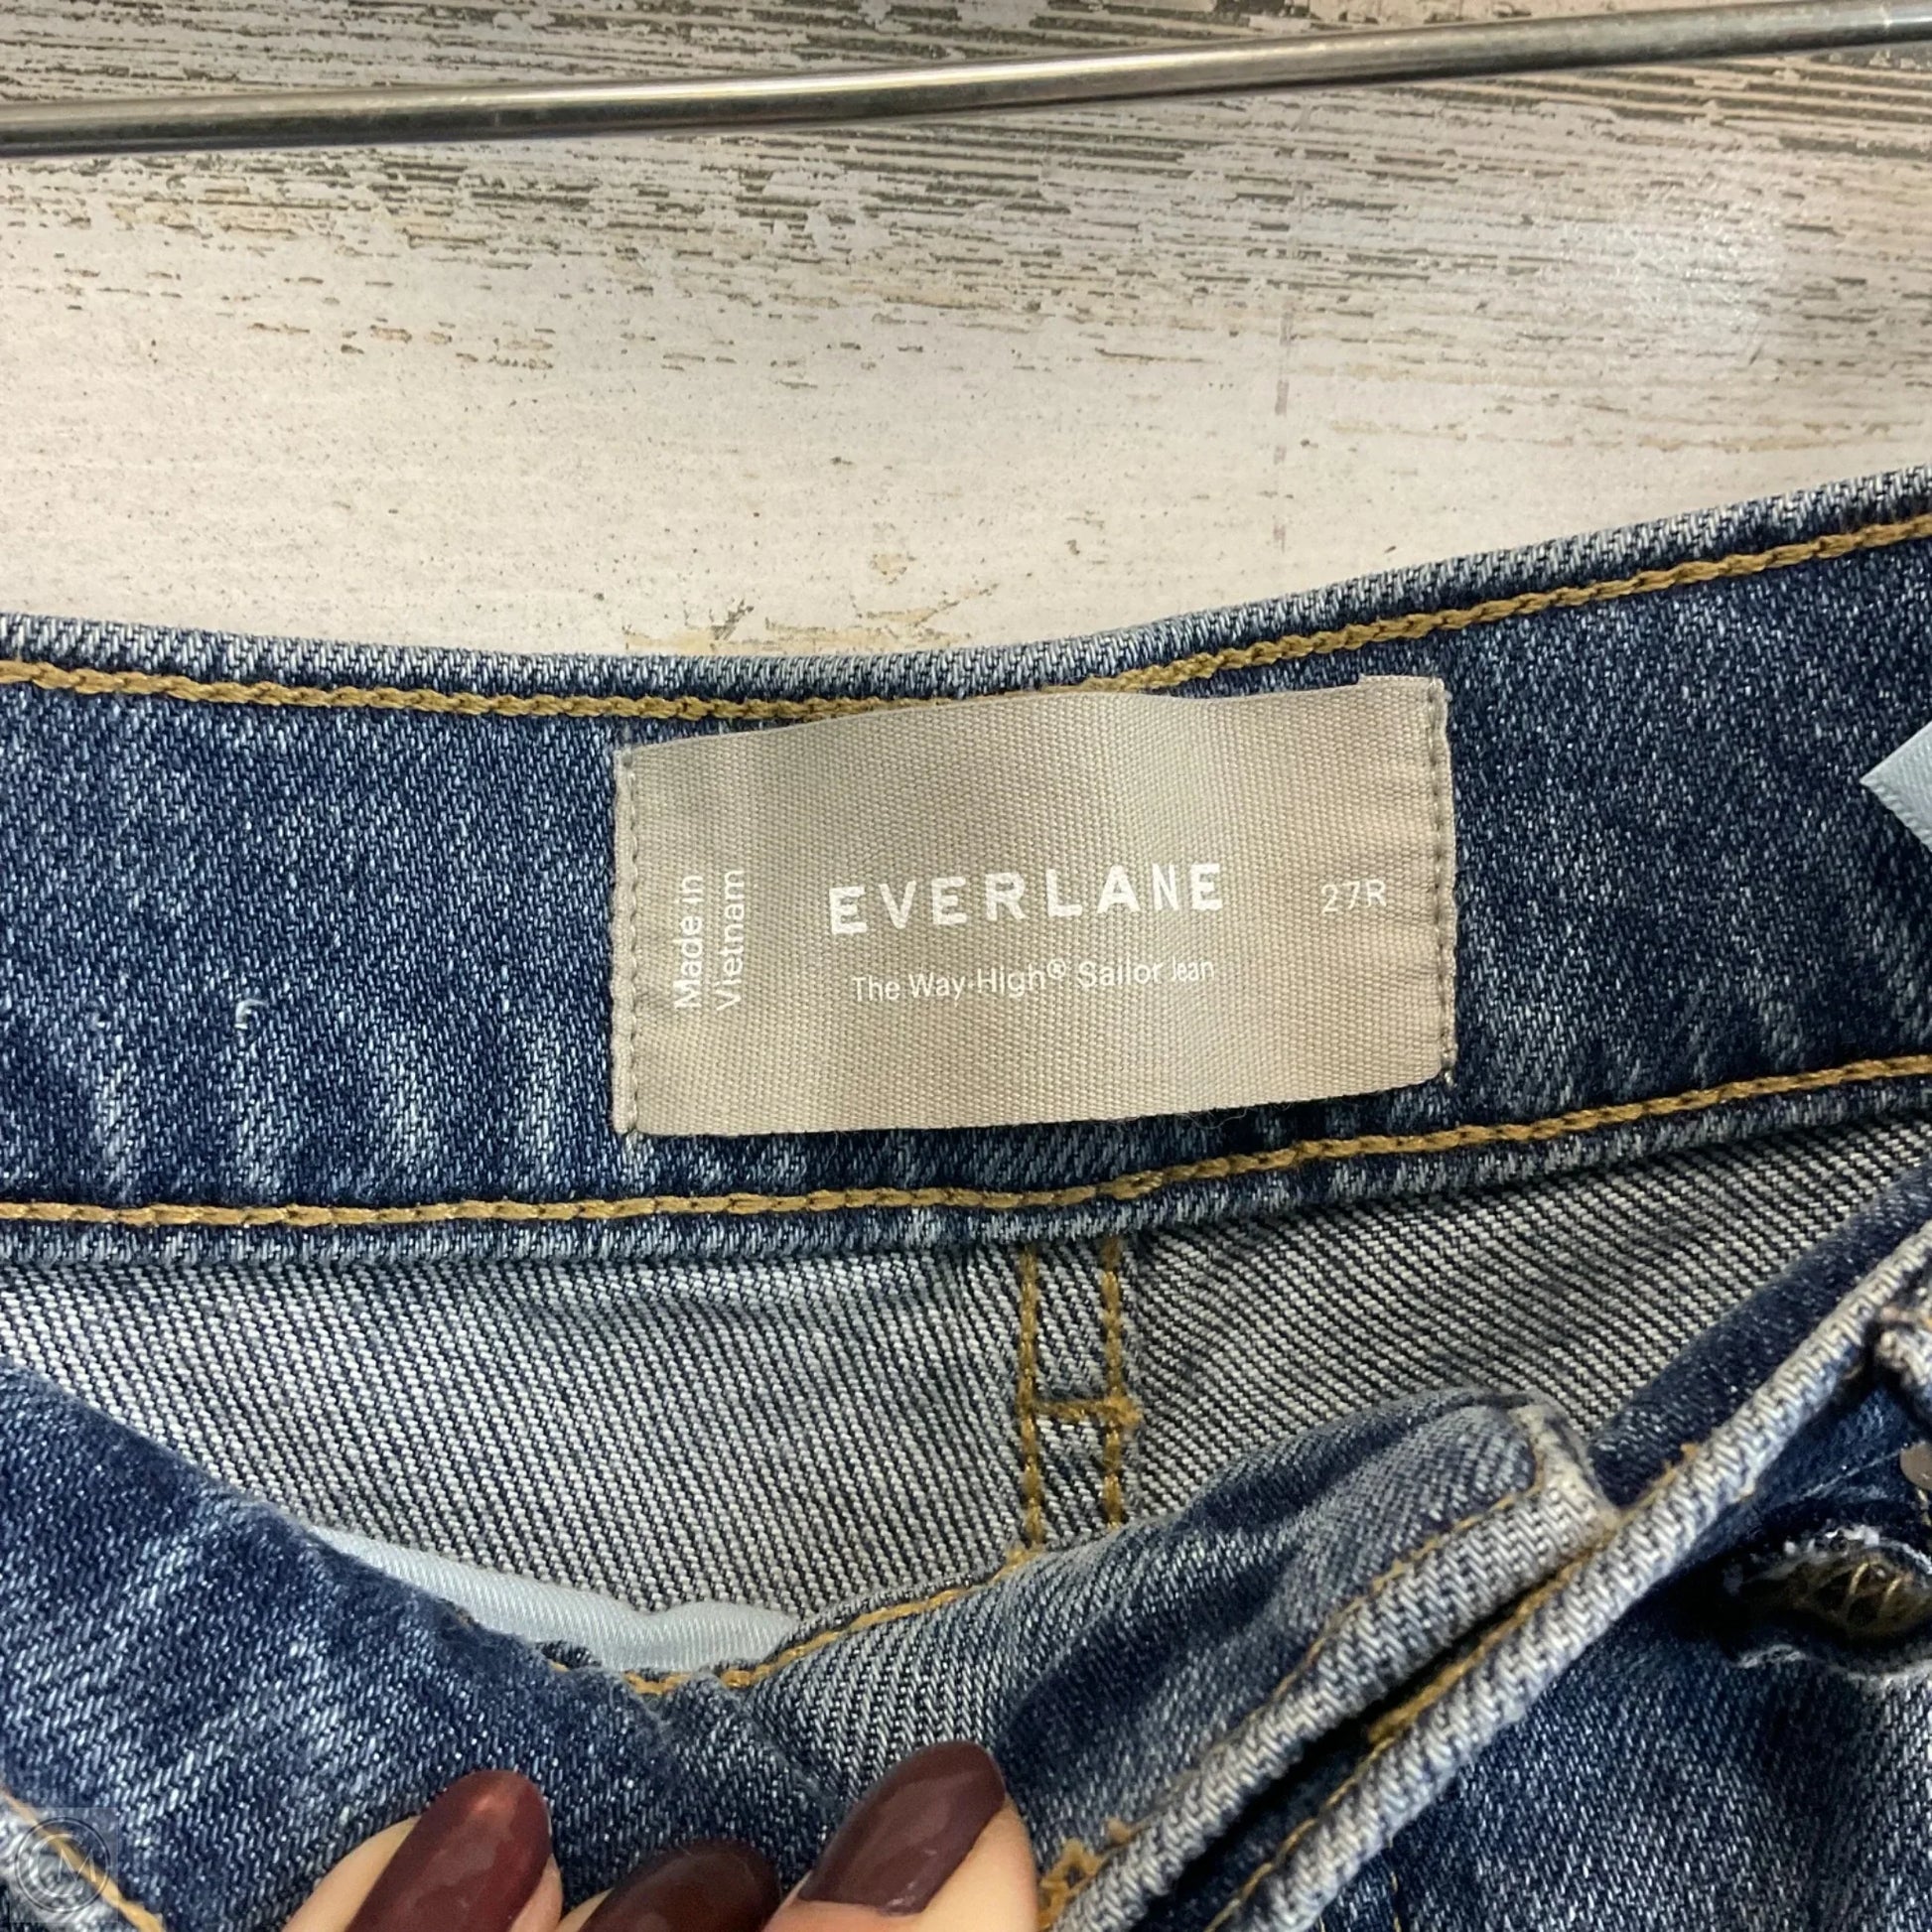 Made in
Vietnam
EVERLANE
27R
The Way-High® Sailor Jean